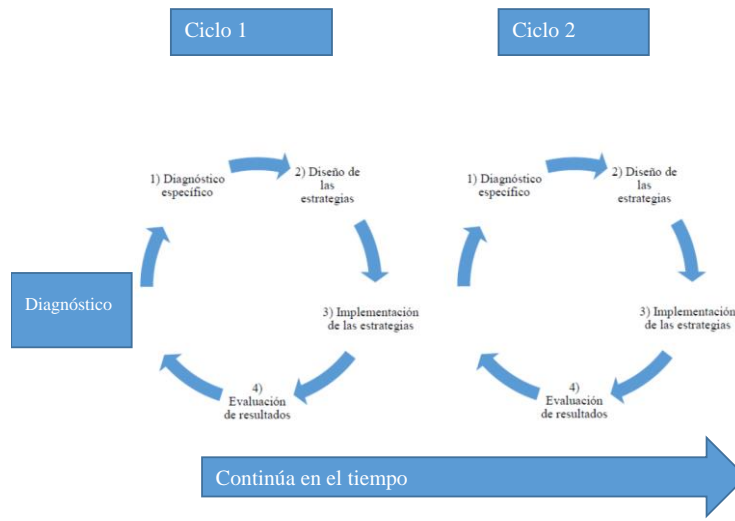 Ciclo 1
Ciclo 2
1) Diagnóstico
específico
2) Diseño de
las
estrategias
3) Implementación
de las estrategias
4)
Evaluación
de resultados
Diagnóstico
1) Diagnóstico
específico
2) Diseño de
las
estrategias
3) Implementación
de las estrategias
4)
Evaluación
de resultados
Continúa en el tiempo